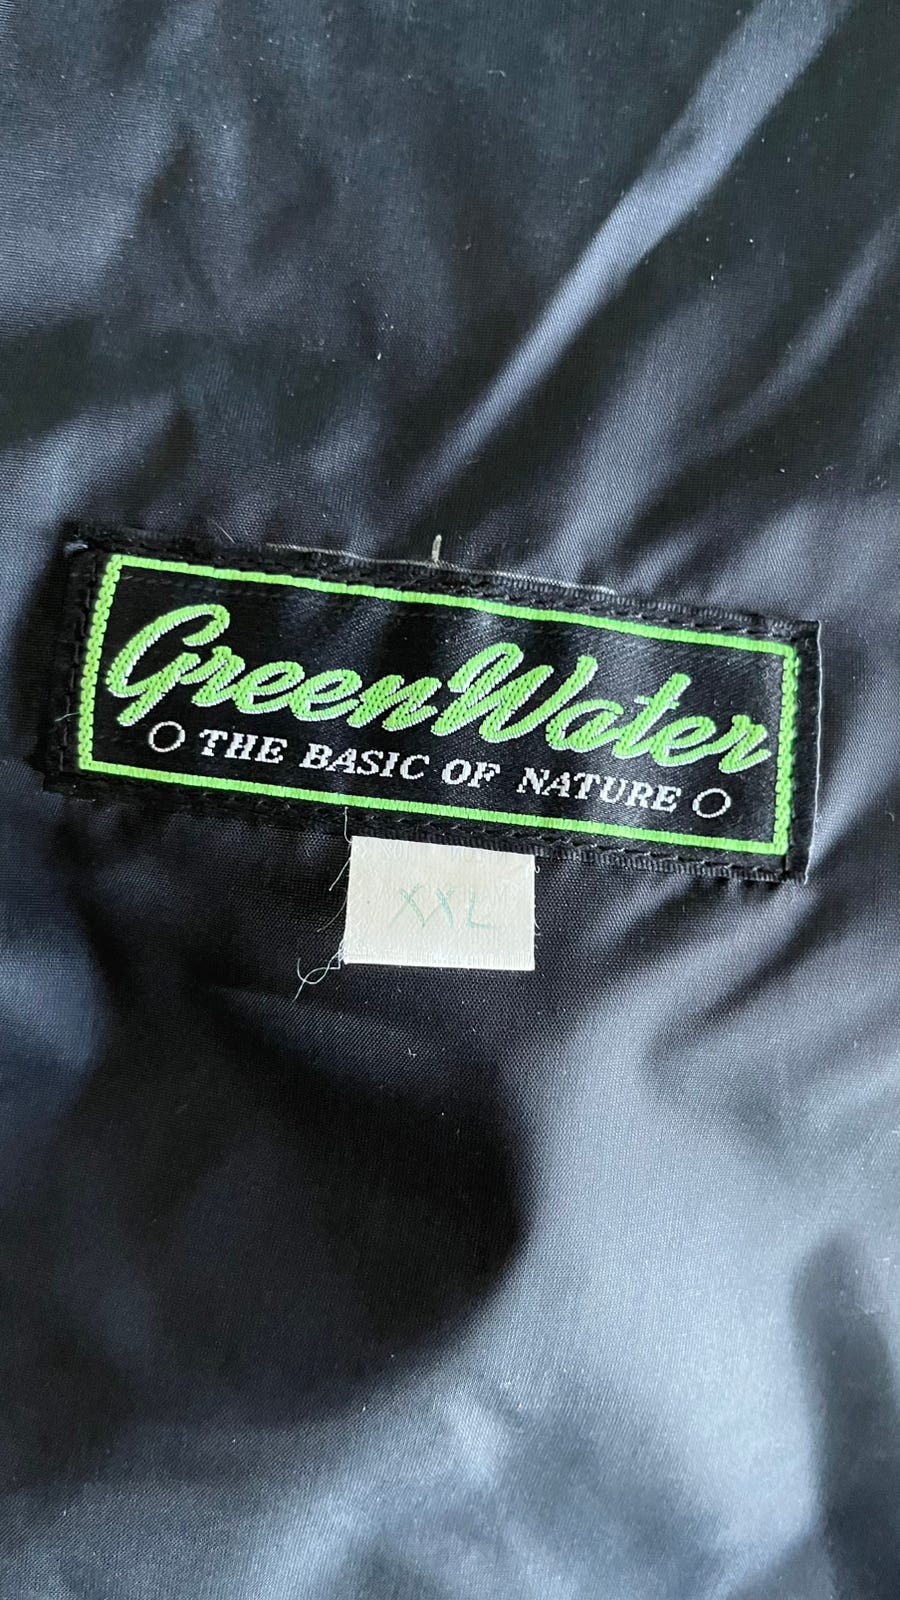 GreenWater
THE BASIC OF NATURE
XXL